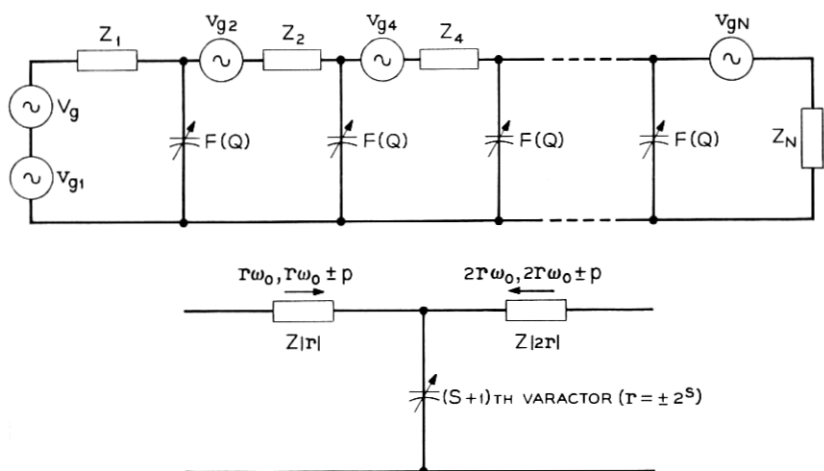 Vg2 Vg4 VgN
Z1 Z2 Z4
Vg
F(Q) F(Q) F(Q) F(Q)
ZN
Vg1
rω₀, rω₀ ± p 2rω₀, 2rω₀ ± p
Z|r| Z|2r|
(S+1)TH VARACTOR (r = ± 2ˢ)